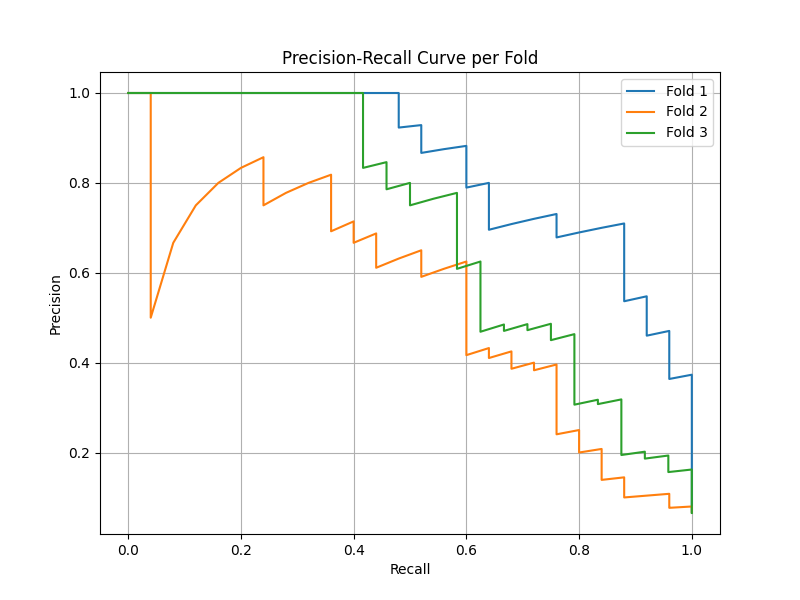 Precision-Recall Curve per Fold
Fold 1
Fold 2
Fold 3
Precision
1.0
0.8
0.6
0.4
0.2
0.0 0.2 0.4 0.6 0.8 1.0
Recall